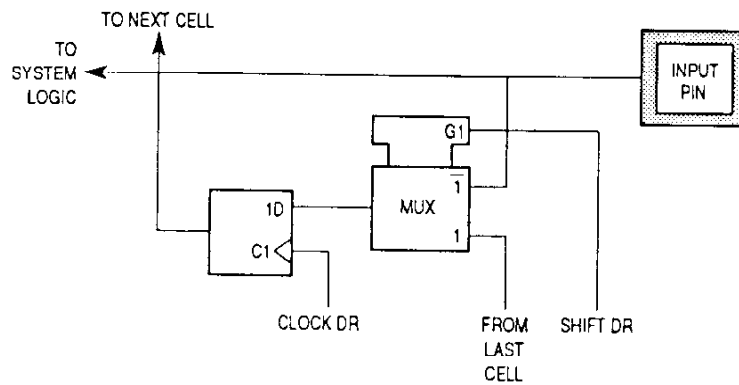 TO NEXT CELL
TO
SYSTEM
LOGIC
INPUT
PIN
G1
MUX
1̅
1
1D
C1
CLOCK DR
FROM
LAST
CELL
SHIFT DR